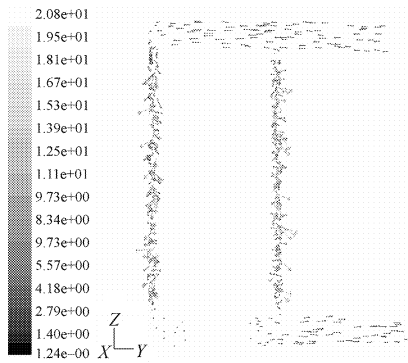 2.08e+01
1.95e+01
1.81e+01
1.67e+01
1.53e+01
1.39e+01
1.25e+01
1.11e+01
9.73e+00
8.34e+00
9.73e+00
5.57e+00
4.18e+00
2.79e+00
1.40e+00
1.24e−00
Z
X
Y